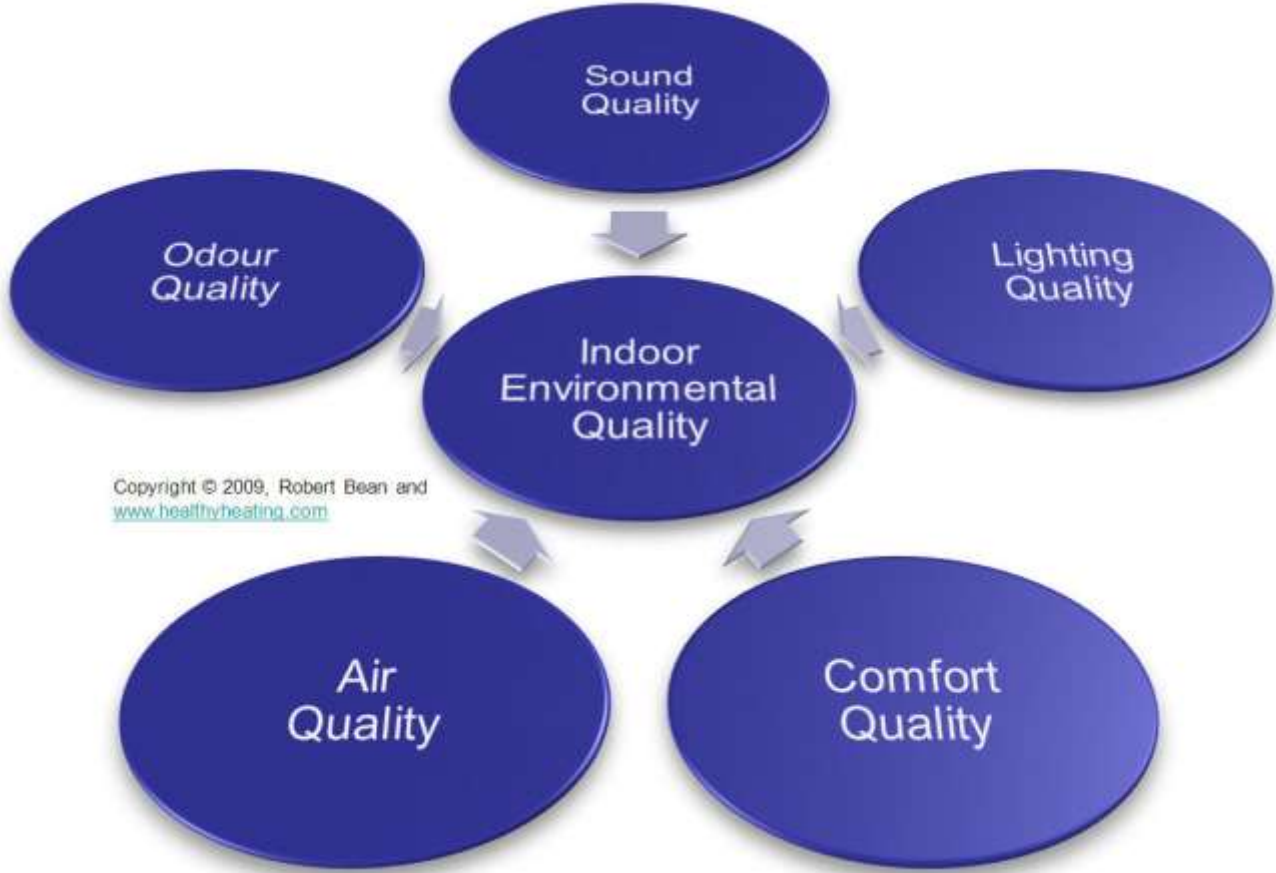 Sound
Quality
Odour
Quality
Lighting
Quality
Indoor
Environmental
Quality
Copyright © 2009, Robert Bean and
www.healthyheating.com
Air
Quality
Comfort
Quality